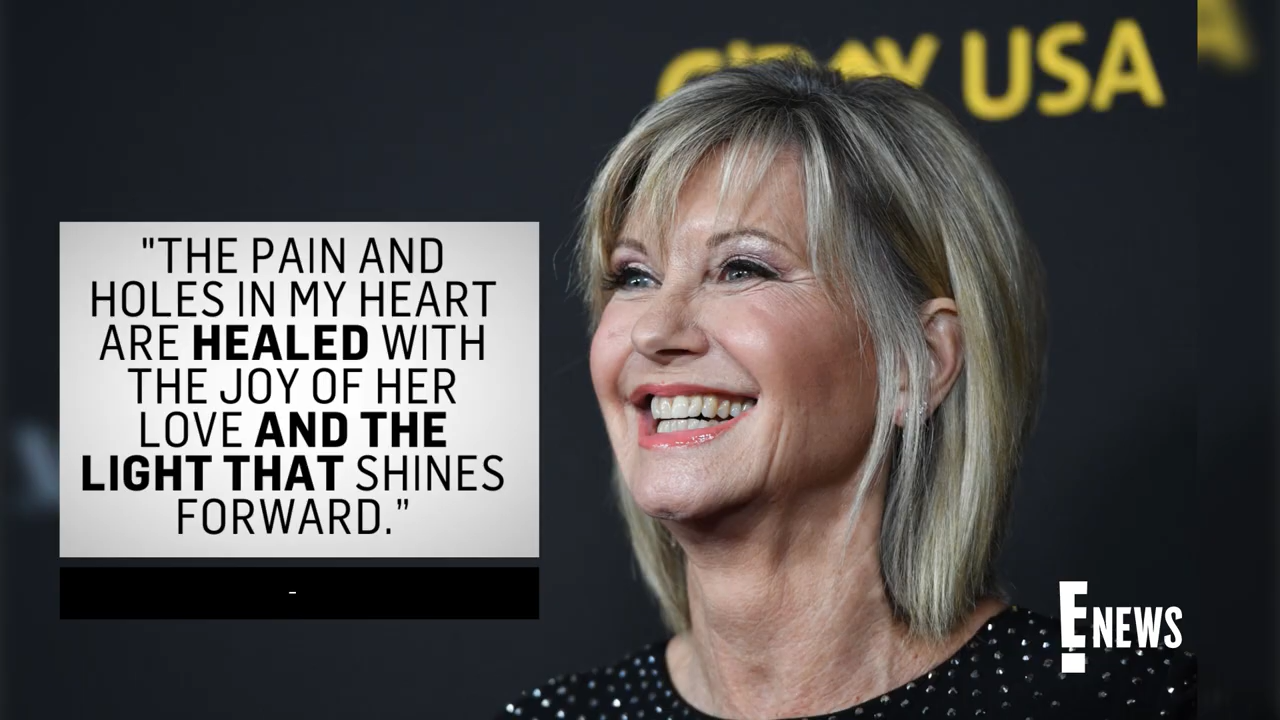 USA
"THE PAIN AND
HOLES IN MY HEART
ARE HEALED WITH
THE JOY OF HER
LOVE AND THE
LIGHT THAT SHINES
FORWARD.”
-
E NEWS